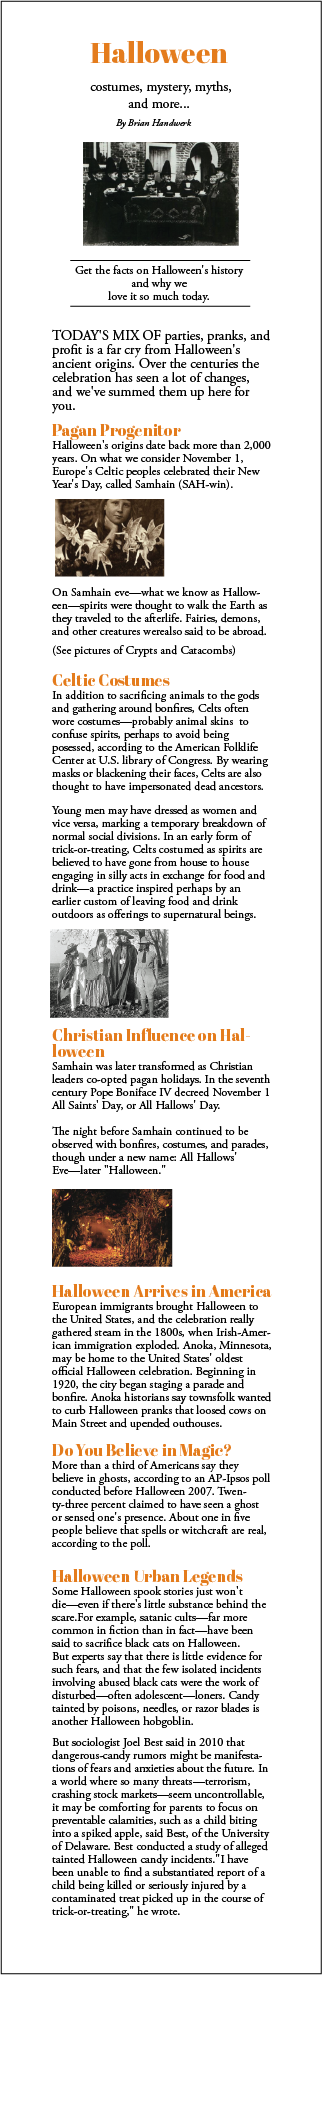 Halloween
costumes, mystery, myths,
and more...
By Brian Handwerk
Get the facts on Halloween's history
and why we
love it so much today.
TODAY'S MIX OF parties, pranks, and
profit is a far cry from Halloween's
ancient origins. Over the centuries the
celebration has seen a lot of changes,
and we've summed them up here for
you.
Pagan Progenitor
Halloween's origins date back more than 2,000
years. On what we consider November 1,
Europe's Celtic peoples celebrated their New
Year's Day, called Samhain (SAH-win).
On Samhain eve—what we know as Hallow-
een—spirits were thought to walk the Earth as
they traveled to the afterlife. Fairies, demons,
and other creatures werealso said to be abroad.
(See pictures of Crypts and Catacombs)
Celtic Costumes
In addition to sacrificing animals to the gods
and gathering around bonfires, Celts often
wore costumes—probably animal skins to
confuse spirits, perhaps to avoid being
posessed, according to the American Folklife
Center at U.S. library of Congress. By wearing
masks or blackening their faces, Celts are also
thought to have impersonated dead ancestors.
Young men may have dressed as women and
vice versa, marking a temporary breakdown of
normal social divisions. In an early form of
trick-or-treating, Celts costumed as spirits are
believed to have gone from house to house
engaging in silly acts in exchange for food and
drink—a practice inspired perhaps by an
earlier custom of leaving food and drink
outdoors as offerings to supernatural beings.
Christian Influence on Hal-
loween
Samhain was later transformed as Christian
leaders co-opted pagan holidays. In the seventh
century Pope Boniface IV decreed November 1
All Saints' Day, or All Hallows' Day.
The night before Samhain continued to be
observed with bonfires, costumes, and parades,
though under a new name: All Hallows'
Eve—later "Halloween."
Halloween Arrives in America
European immigrants brought Halloween to
the United States, and the celebration really
gathered steam in the 1800s, when Irish-Amer-
ican immigration exploded. Anoka, Minnesota,
may be home to the United States' oldest
official Halloween celebration. Beginning in
1920, the city began staging a parade and
bonfire. Anoka historians say townsfolk wanted
to curb Halloween pranks that loosed cows on
Main Street and upended outhouses.
Do You Believe in Magic?
More than a third of Americans say they
believe in ghosts, according to an AP-Ipsos poll
conducted before Halloween 2007. Twen-
ty-three percent claimed to have seen a ghost
or sensed one's presence. About one in five
people believe that spells or witchcraft are real,
according to the poll.
Halloween Urban Legends
Some Halloween spook stories just won't
die—even if there's little substance behind the
scare.For example, satanic cults—far more
common in fiction than in fact—have been
said to sacrifice black cats on Halloween.
But experts say that there is little evidence for
such fears, and that the few isolated incidents
involving abused black cats were the work of
disturbed—often adolescent—loners. Candy
tainted by poisons, needles, or razor blades is
another Halloween hobgoblin.
But sociologist Joel Best said in 2010 that
dangerous-candy rumors might be manifesta-
tions of fears and anxieties about the future. In
a world where so many threats—terrorism,
crashing stock markets—seem uncontrollable,
it may be comforting for parents to focus on
preventable calamities, such as a child biting
into a spiked apple, said Best, of the University
of Delaware. Best conducted a study of alleged
tainted Halloween candy incidents."I have
been unable to find a substantiated report of a
child being killed or seriously injured by a
contaminated treat picked up in the course of
trick-or-treating," he wrote.